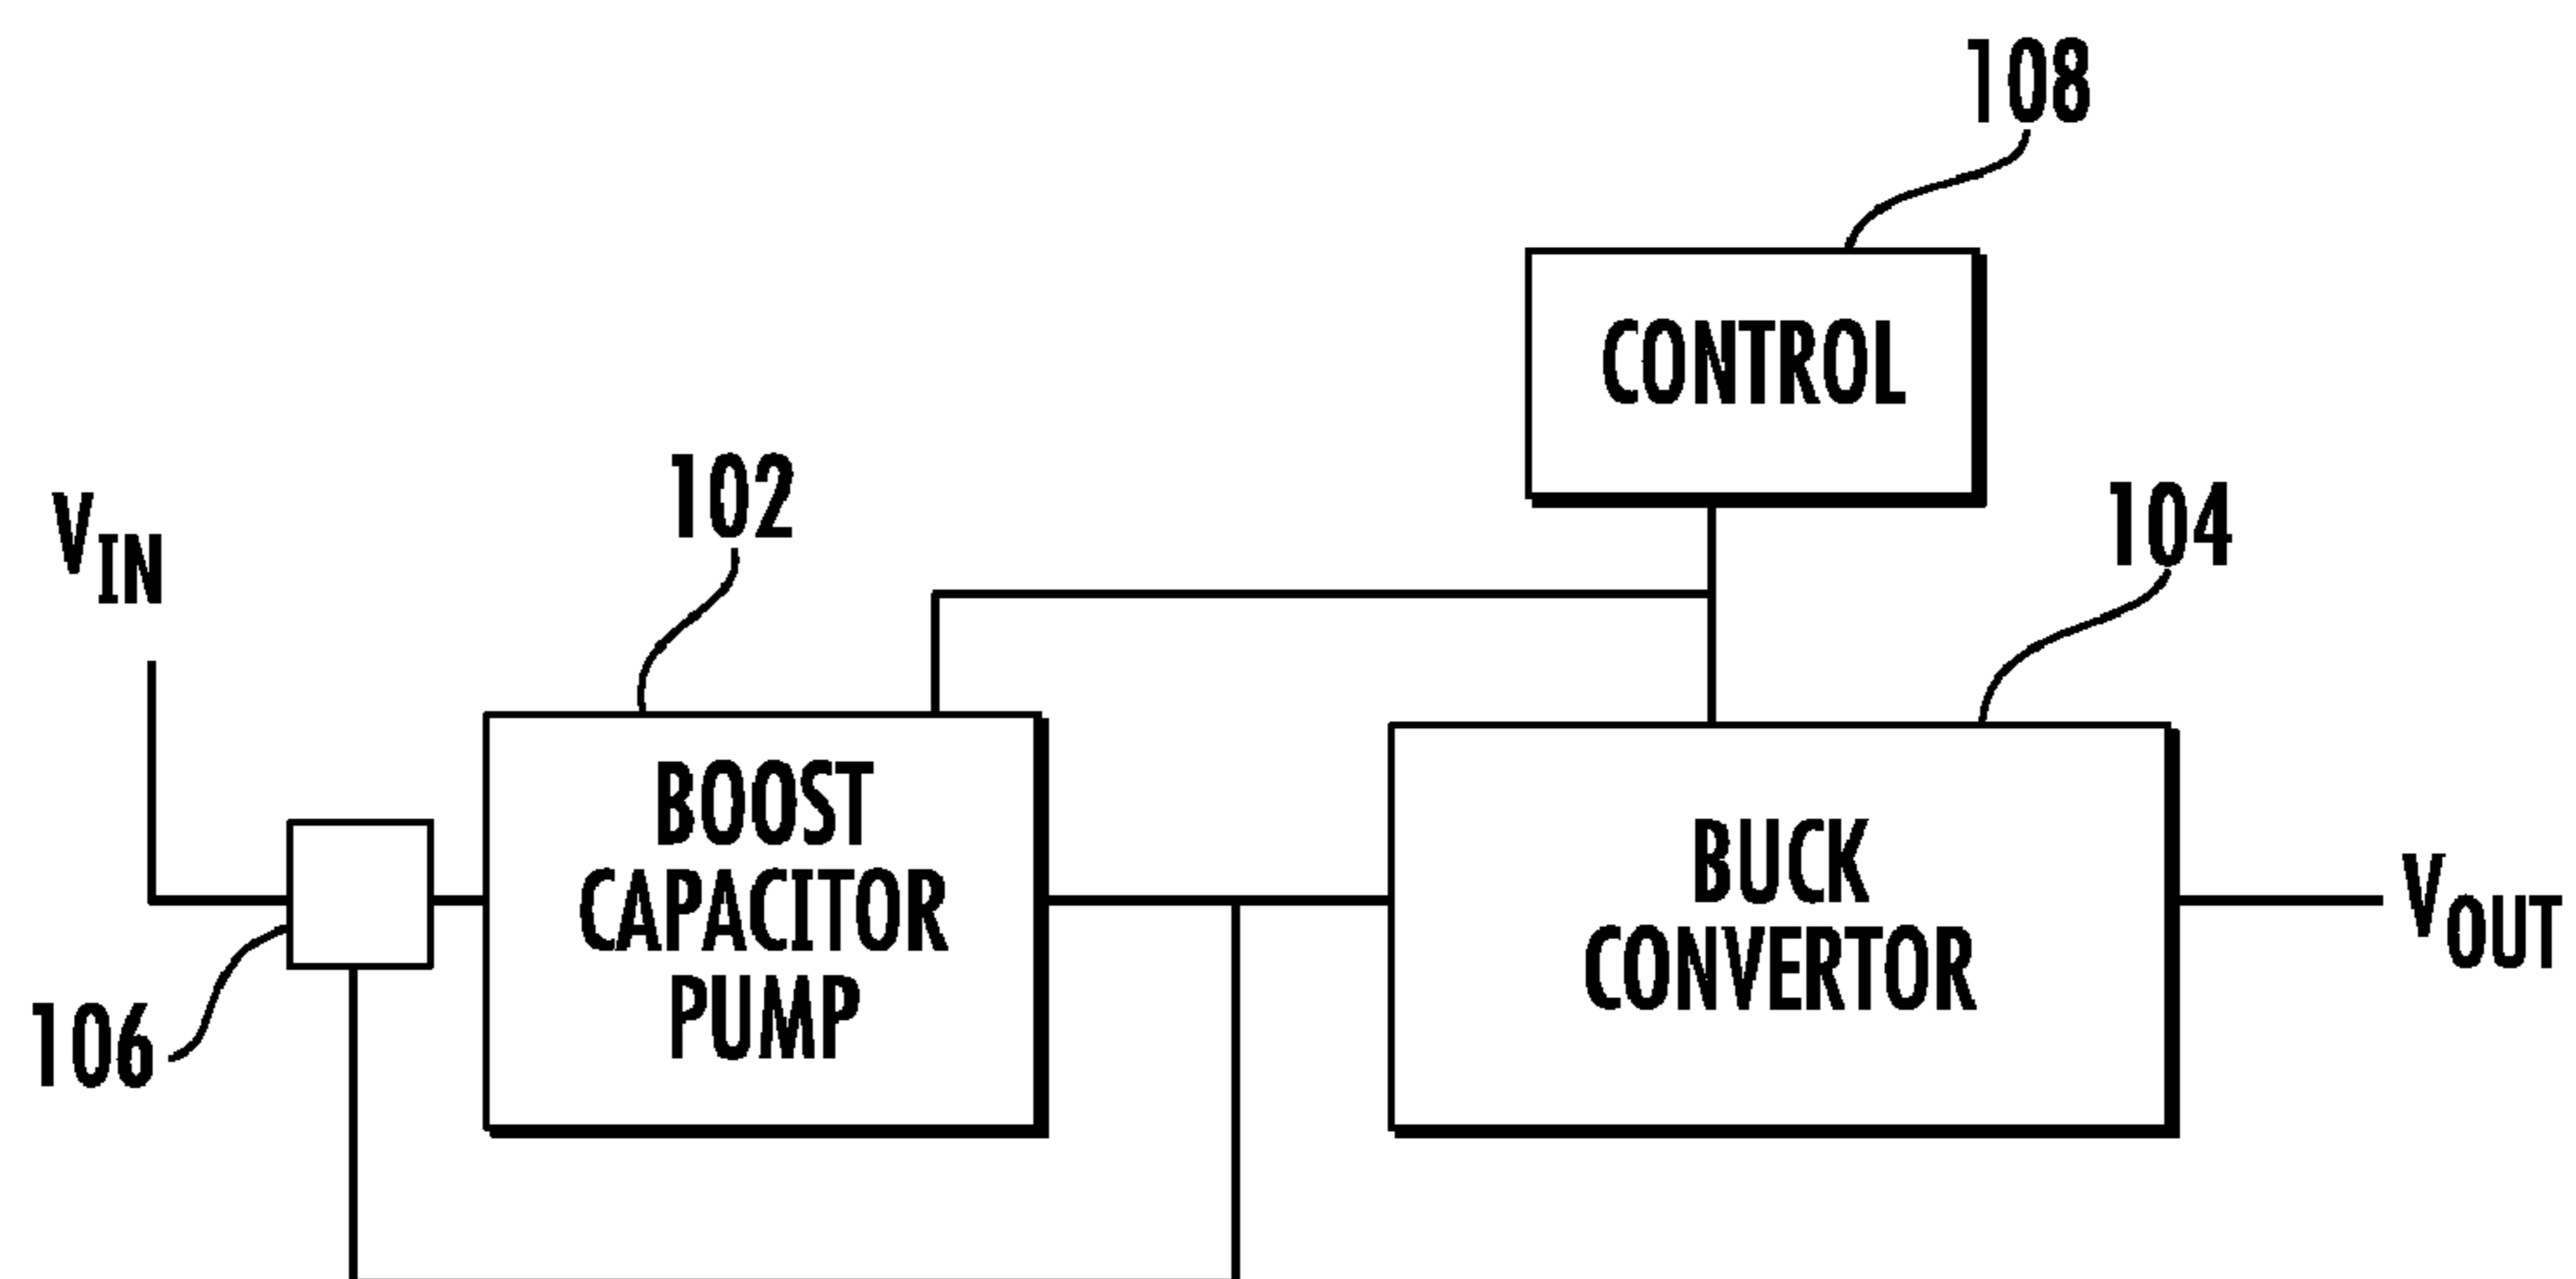 108
CONTROL
102
104
VIN
BOOST
CAPACITOR
PUMP
BUCK
CONVERTOR
VOUT
106